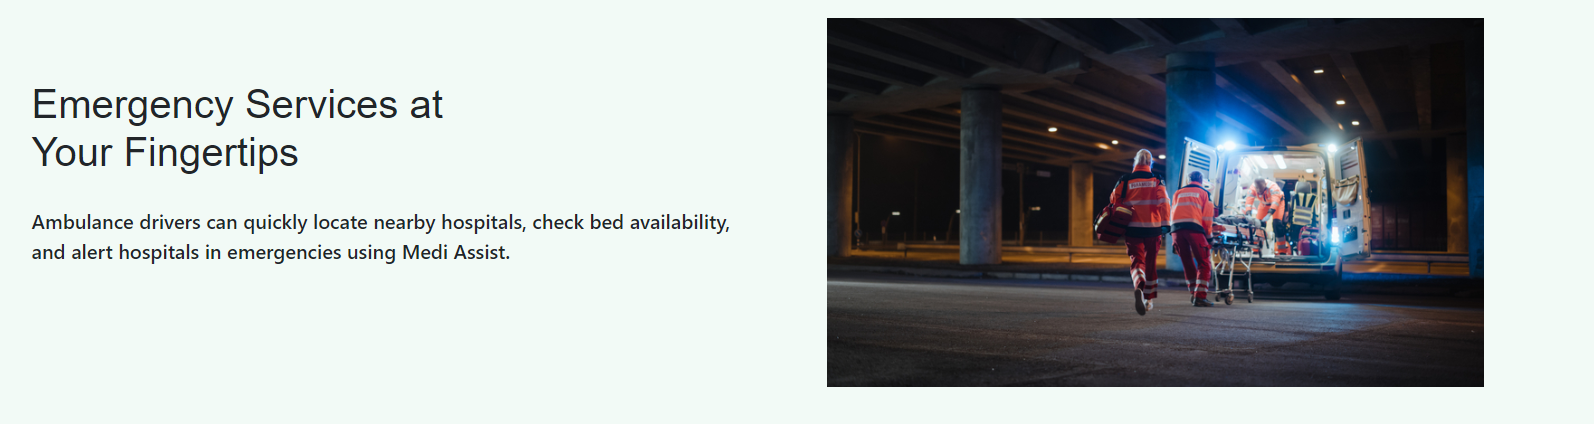 Emergency Services at
Your Fingertips
Ambulance drivers can quickly locate nearby hospitals, check bed availability,
and alert hospitals in emergencies using Medi Assist.